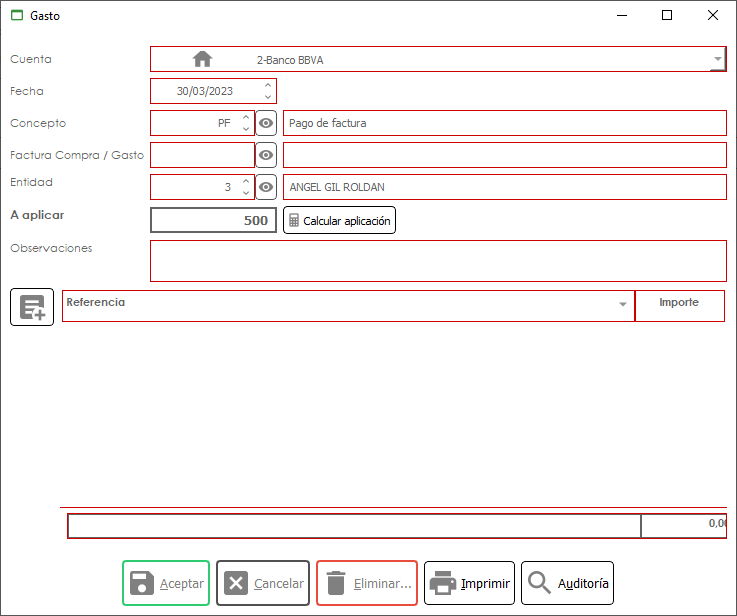 Gasto
Cuenta 2-Banco BBVA
Fecha 30/03/2023
Concepto PF Pago de factura
Factura Compra / Gasto
Entidad 3 ANGEL GIL ROLDAN
A aplicar 500 Calcular aplicación
Observaciones
Referencia Importe
0,00
Aceptar Cancelar Eliminar... Imprimir Auditoría